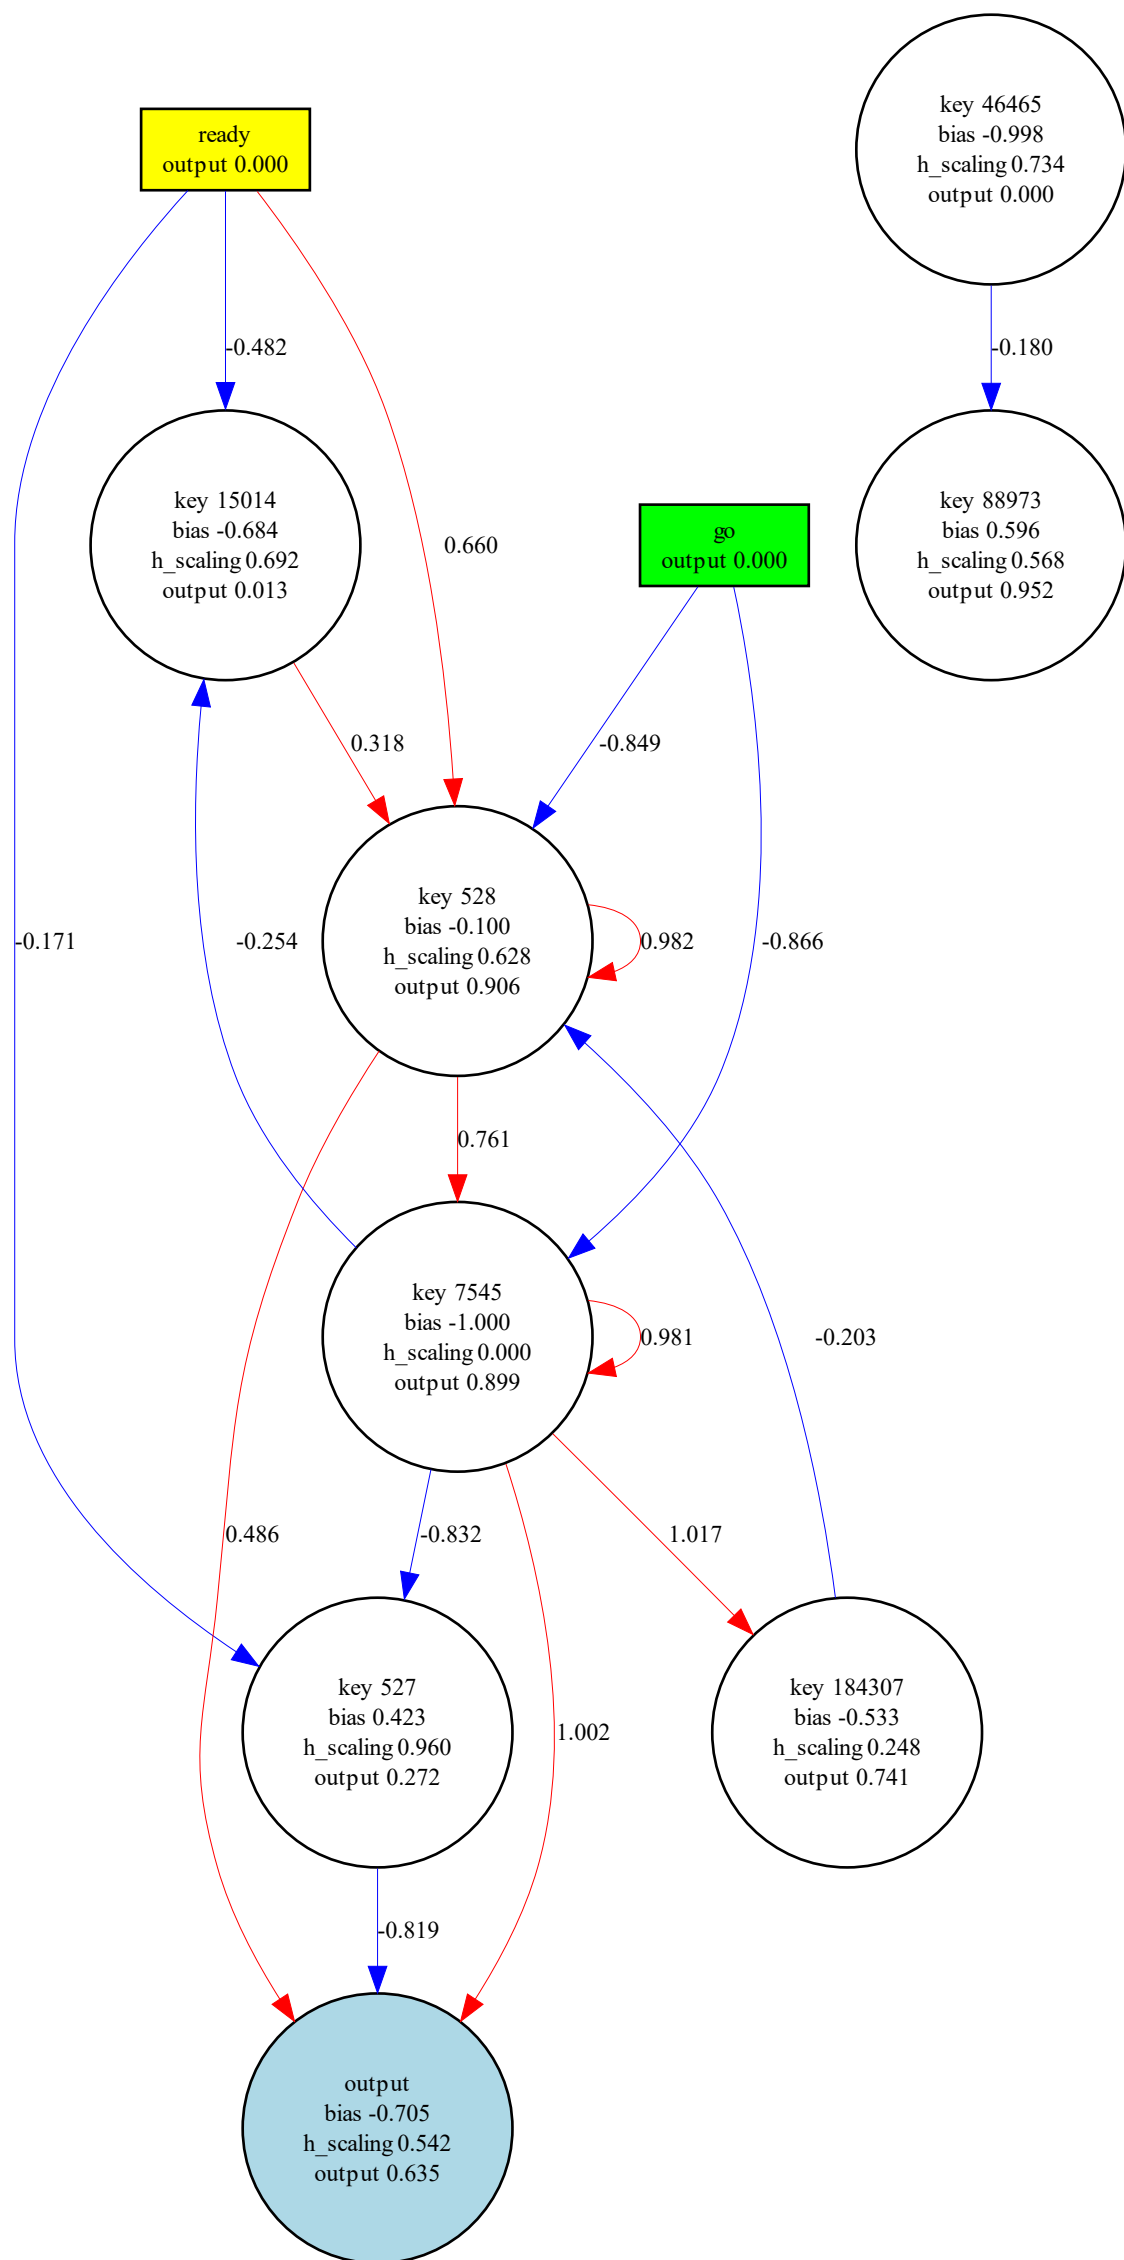 key 46465
bias -0.998
h_scaling 0.734
output 0.000
ready
output 0.000
-0.482
-0.180
key 15014
bias -0.684
h_scaling 0.692
output 0.013
0.660
go
output 0.000
key 88973
bias 0.596
h_scaling 0.568
output 0.952
0.318
-0.849
-0.171
-0.254
key 528
bias -0.100
h_scaling 0.628
output 0.906
0.982
-0.866
0.761
key 7545
bias -1.000
h_scaling 0.000
output 0.899
0.981
-0.203
0.486
-0.832
1.017
key 527
bias 0.423
h_scaling 0.960
output 0.272
1.002
key 184307
bias -0.533
h_scaling 0.248
output 0.741
-0.819
output
bias -0.705
h_scaling 0.542
output 0.635